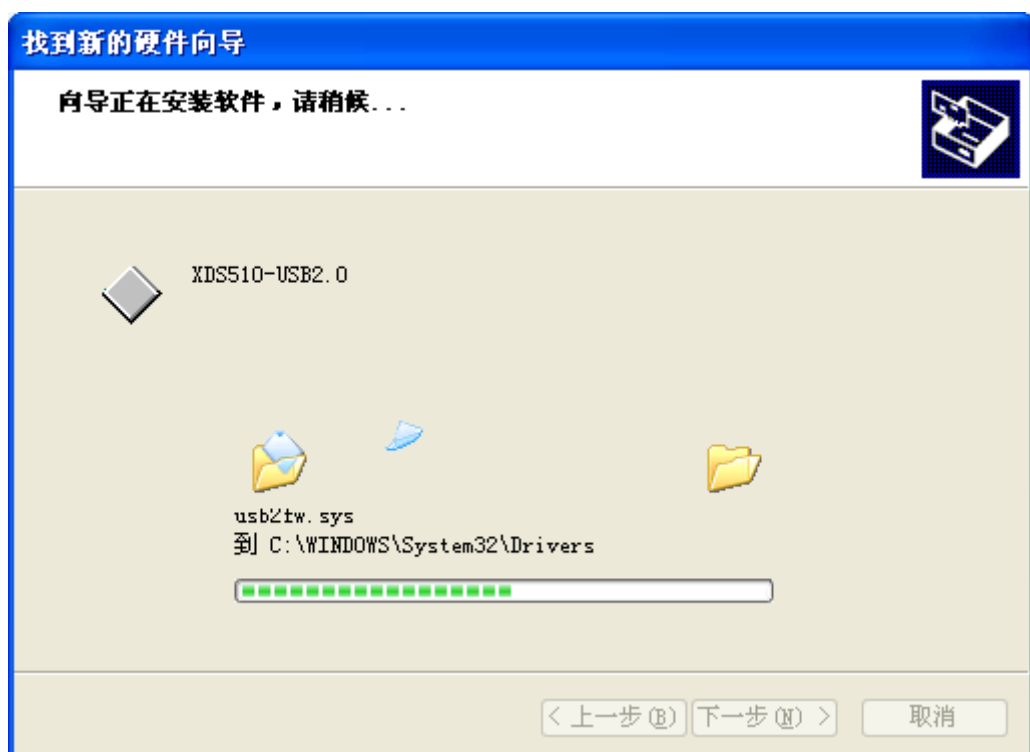 找到新的硬件向导
向导正在安装软件，请稍候...
XDS510-USB2.0
usb2tw.sys
到 C:\WINDOWS\System32\Drivers
< 上一步(B) 下一步(N) > 取消